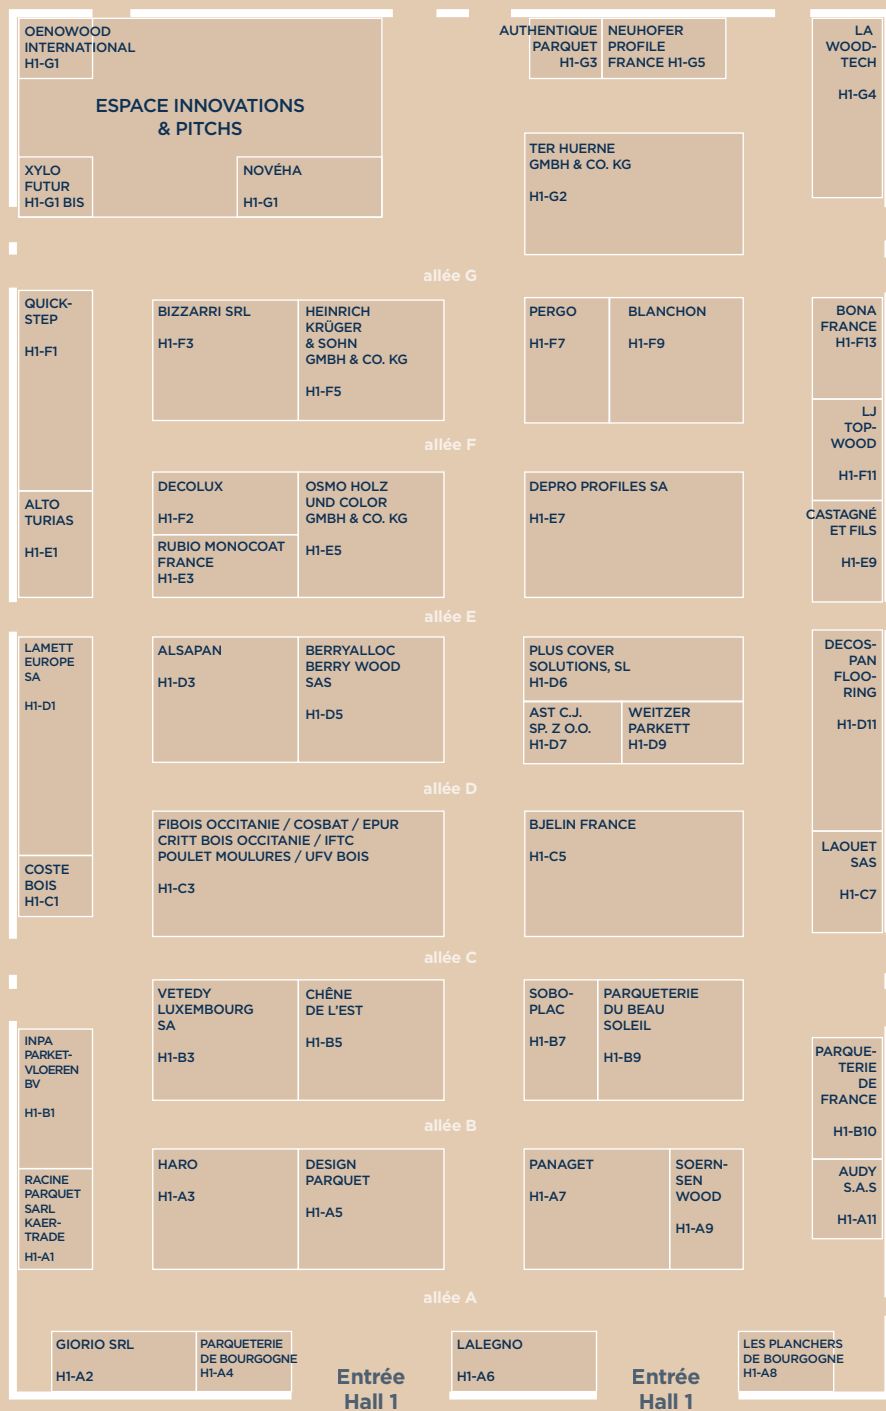 OENOWOOD
INTERNATIONAL
H1-G1
ESPACE INNOVATIONS
& PITCHS
XYLO
FUTUR
H1-G1 BIS
NOVÉHA
H1-G1
AUTHENTIQUE
PARQUET
H1-G3
NEUHOFER
PROFILE
FRANCE H1-G5
LA
WOOD-
TECH
H1-G4
TER HUERNE
GMBH & CO. KG
H1-G2
allée G
QUICK-
STEP
H1-F1
BIZZARRI SRL
H1-F3
HEINRICH
KRÜGER
& SOHN
GMBH & CO. KG
H1-F5
PERGO
H1-F7
BLANCHON
H1-F9
BONA
FRANCE
H1-F13
LJ
TOP-
WOOD
H1-F11
allée F
ALTO
TURIAS
H1-E1
DECOLUX
H1-F2
RUBIO MONOCOAT
FRANCE
H1-E3
OSMO HOLZ
UND COLOR
GMBH & CO. KG
H1-E5
DEPRO PROFILES SA
H1-E7
CASTAGNÉ
ET FILS
H1-E9
allée E
LAMETT
EUROPE
SA
H1-D1
ALSAPAN
H1-D3
BERRYALLOC
BERRY WOOD
SAS
H1-D5
PLUS COVER
SOLUTIONS, SL
H1-D6
AST C.J.
SP. Z O.O.
H1-D7
WEITZER
PARKETT
H1-D9
DECOS-
PAN
FLOO-
RING
H1-D11
allée D
COSTE
BOIS
H1-C1
FIBOIS OCCITANIE / COSBAT / EPUR
CRITT BOIS OCCITANIE / IFTC
POULET MOULURES / UFV BOIS
H1-C3
BJELIN FRANCE
H1-C5
LAOUET
SAS
H1-C7
allée C
INPA
PARKET-
VLOEREN
BV
H1-B1
VETEDY
LUXEMBOURG
SA
H1-B3
CHÊNE
DE L'EST
H1-B5
SOBO-
PLAC
H1-B7
PARQUETERIE
DU BEAU
SOLEIL
H1-B9
PARQUE-
TERIE
DE
FRANCE
H1-B10
allée B
RACINE
PARQUET
SARL
KAER-
TRADE
H1-A1
HARO
H1-A3
DESIGN
PARQUET
H1-A5
PANAGET
H1-A7
SOERN-
SEN
WOOD
H1-A9
AUDY
S.A.S
H1-A11
allée A
GIORIO SRL
H1-A2
PARQUETERIE
DE BOURGOGNE
H1-A4
Entrée
Hall 1
LALEGNO
H1-A6
Entrée
Hall 1
LES PLANCHERS
DE BOURGOGNE
H1-A8